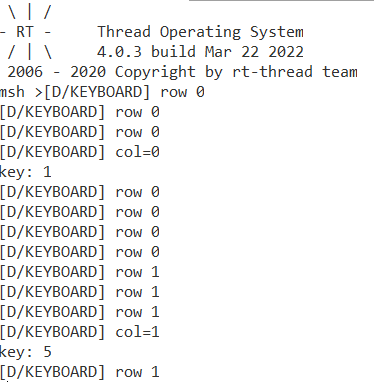 \ | /
- RT -     Thread Operating System
/ | \     4.0.3 build Mar 22 2022
2006 - 2020 Copyright by rt-thread team
msh >[D/KEYBOARD] row 0
[D/KEYBOARD] row 0
[D/KEYBOARD] row 0
[D/KEYBOARD] col=0
key: 1
[D/KEYBOARD] row 0
[D/KEYBOARD] row 0
[D/KEYBOARD] row 0
[D/KEYBOARD] row 0
[D/KEYBOARD] row 1
[D/KEYBOARD] row 1
[D/KEYBOARD] row 1
[D/KEYBOARD] col=1
key: 5
[D/KEYBOARD] row 1